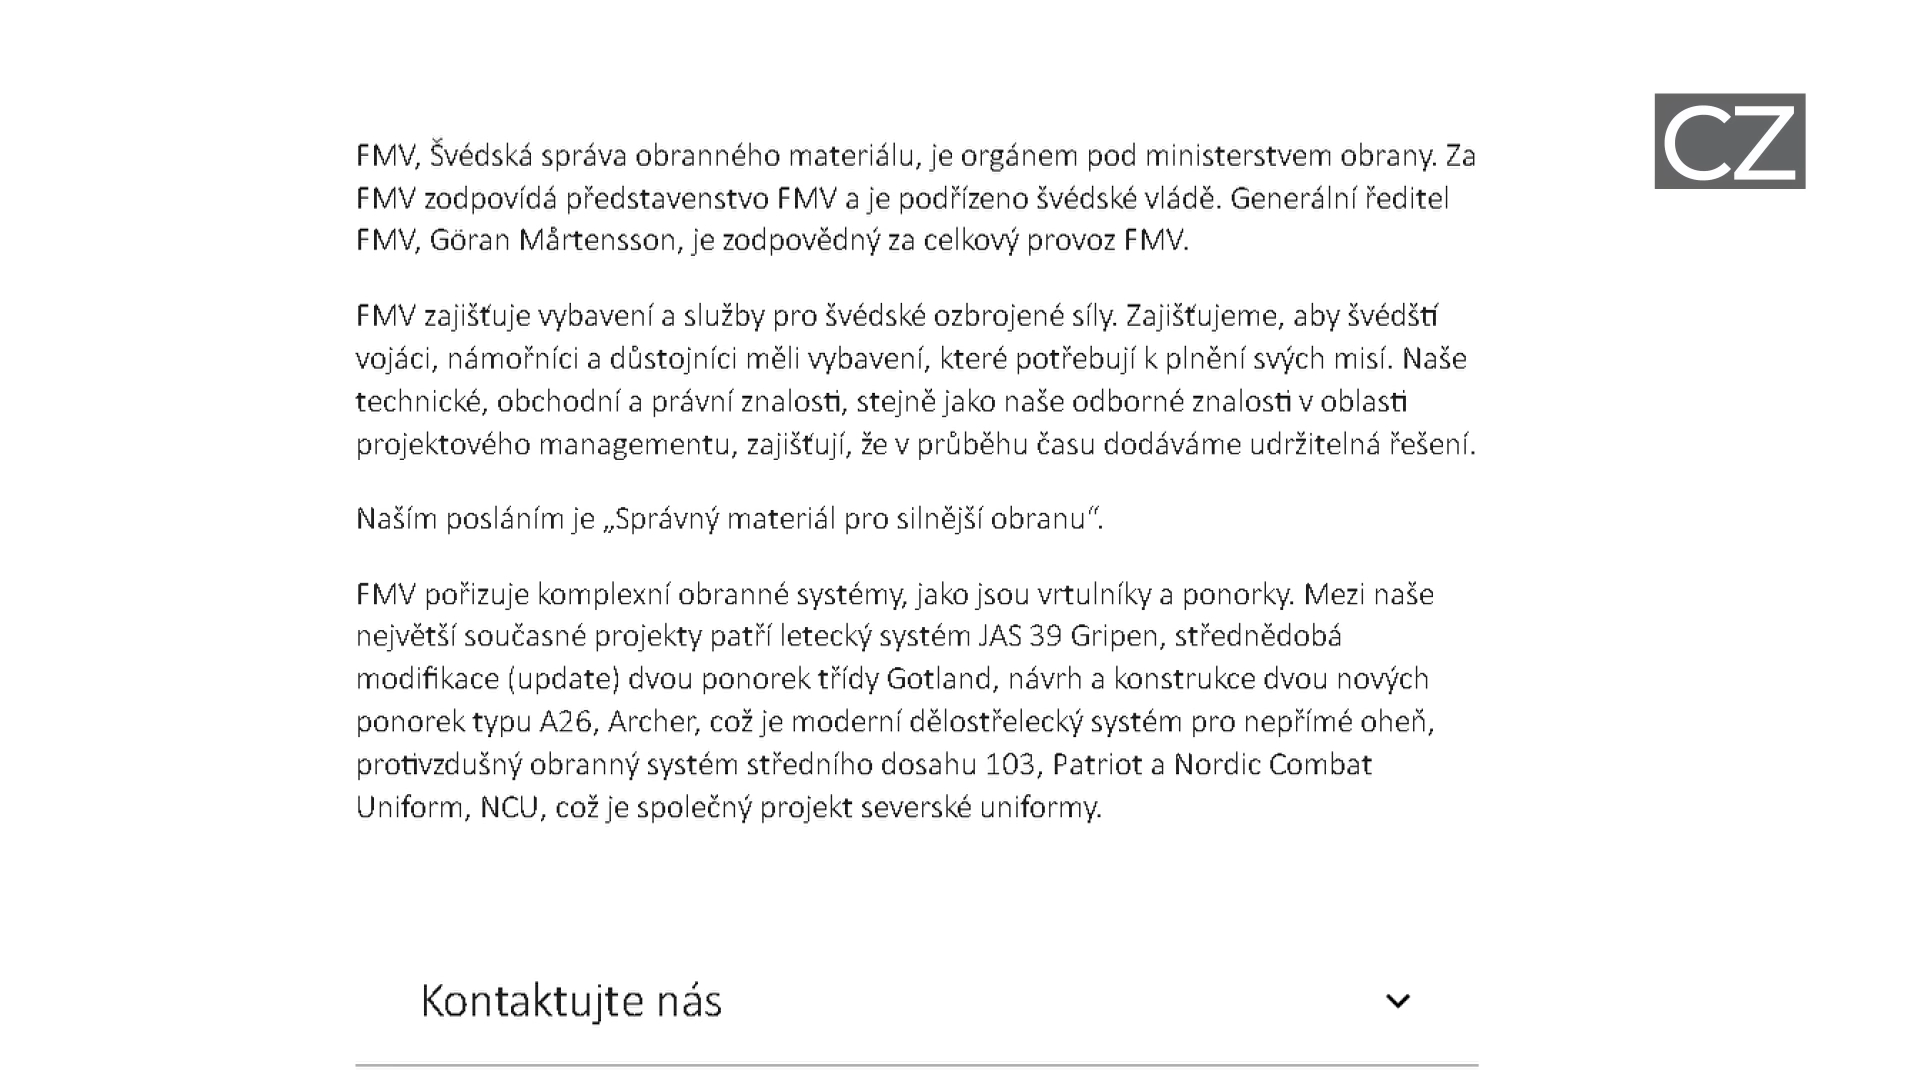 CZ
FMV, Švédská správa obranného materiálu, je orgánem pod ministerstvem obrany. Za
FMV zodpovídá představenstvo FMV a je podřízeno švédské vládě. Generální ředitel
FMV, Göran Mårtensson, je zodpovědný za celkový provoz FMV.
FMV zajišťuje vybavení a služby pro švédské ozbrojené síly. Zajišťujeme, aby švédští
vojáci, námořníci a důstojníci měli vybavení, které potřebují k plnění svých misí. Naše
technické, obchodní a právní znalosti, stejně jako naše odborné znalosti v oblasti
projektového managementu, zajišťují, že v průběhu času dodáváme udržitelná řešení.
Naším posláním je „Správný materiál pro silnější obranu“.
FMV pořizuje komplexní obranné systémy, jako jsou vrtulníky a ponorky. Mezi naše
největší současné projekty patří letecký systém JAS 39 Gripen, střednědobá
modifikace (update) dvou ponorek třídy Gotland, návrh a konstrukce dvou nových
ponorek typu A26, Archer, což je moderní dělostřelecký systém pro nepřímé oheň,
protivzdušný obranný systém středního dosahu 103, Patriot a Nordic Combat
Uniform, NCU, což je společný projekt severské uniformy.
Kontaktujte nás